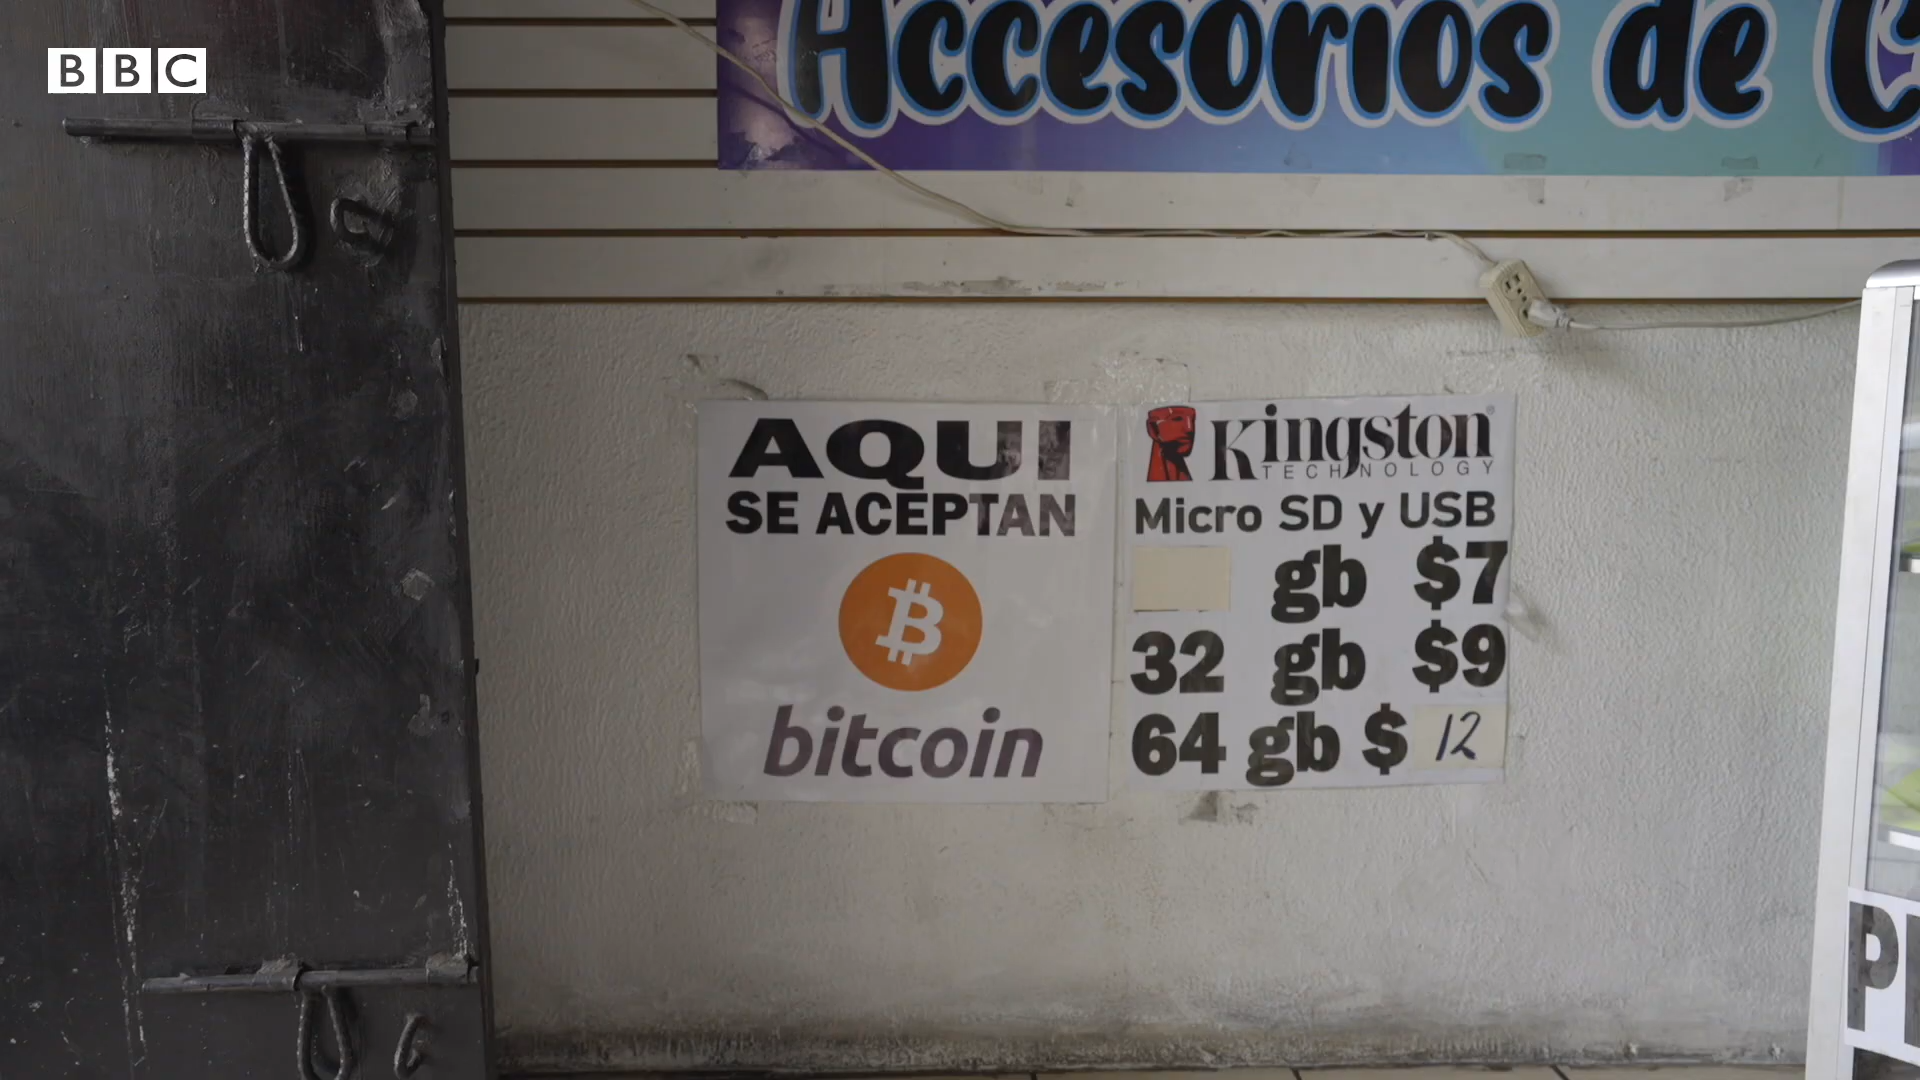 BBC
Accesorios de
AQUI
SE ACEPTAN
bitcoin
Kingston
TECHNOLOGY
Micro SD y USB
gb $7
32 gb $9
64 gb $ 12